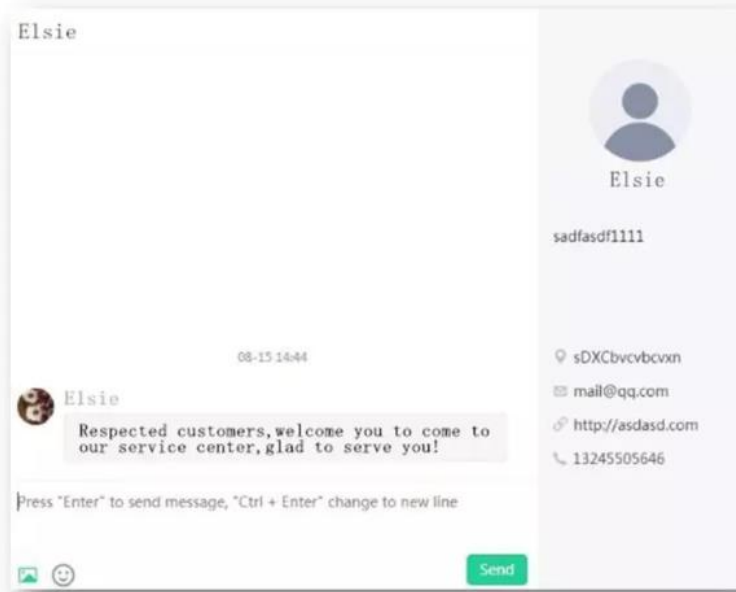 Elsie
08-15 14:44
Elsie
Respected customers,welcome you to come to
our service center,glad to serve you!
Press "Enter" to send message, "Ctrl + Enter" change to new line
Send
Elsie
sadfasdf1111
sDXCbvcvbcvxn
mail@qq.com
http://asdasd.com
13245505646